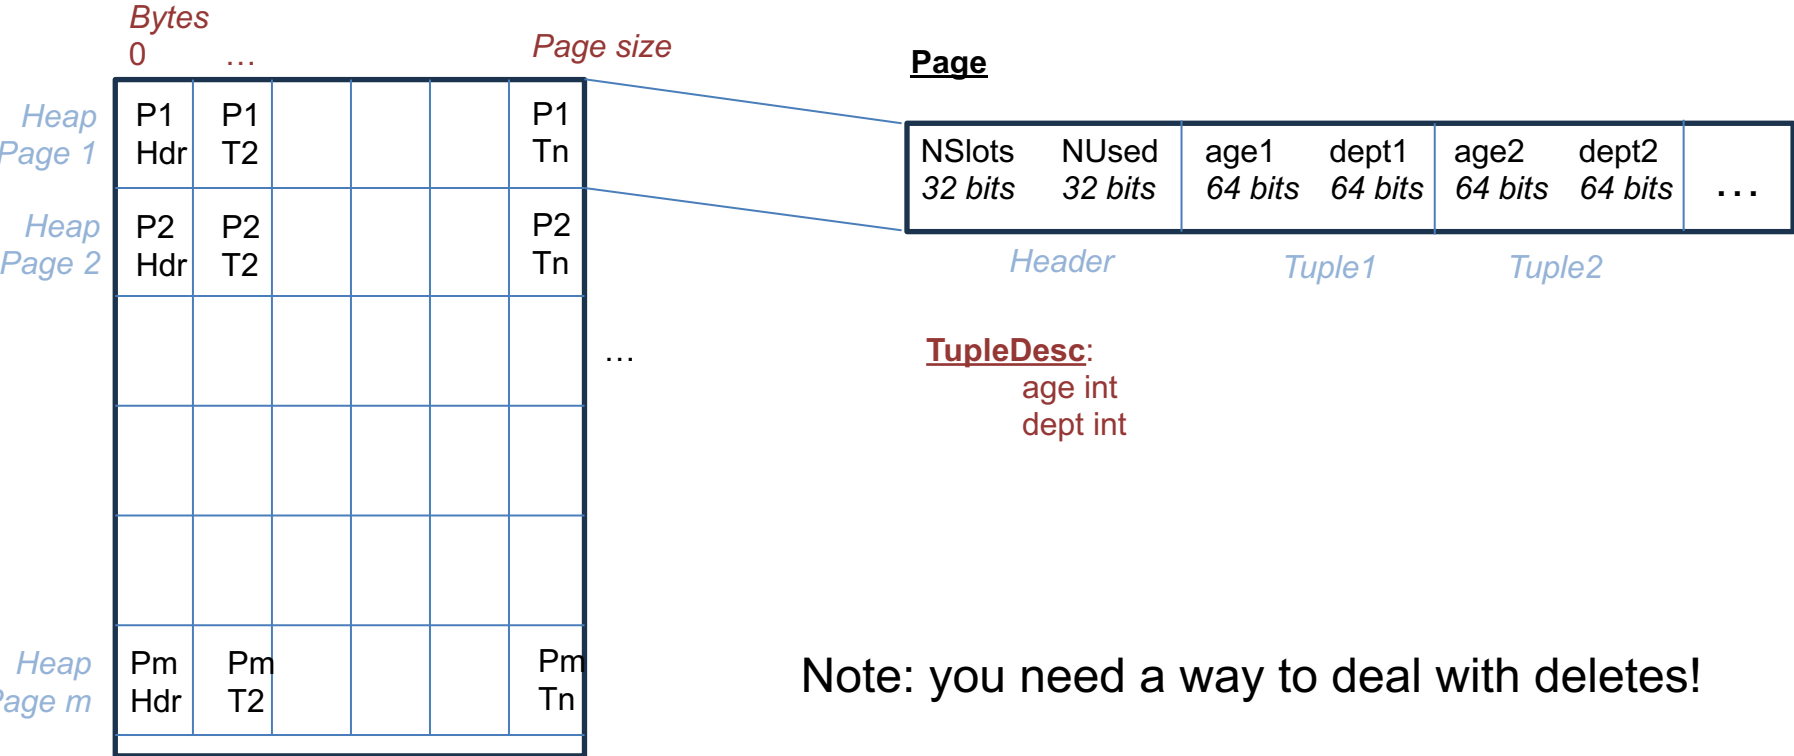 Bytes
0 … Page size
Heap P1 P1 P1
Page 1 Hdr T2 Tn
Heap P2 P2 P2
Page 2 Hdr T2 Tn
…
Heap Pm Pm Pm
Page m Hdr T2 Tn
Page
NSlots NUsed age1 dept1 age2 dept2
32 bits 32 bits 64 bits 64 bits 64 bits 64 bits ...
Header Tuple1 Tuple2
TupleDesc:
age int
dept int
Note: you need a way to deal with deletes!